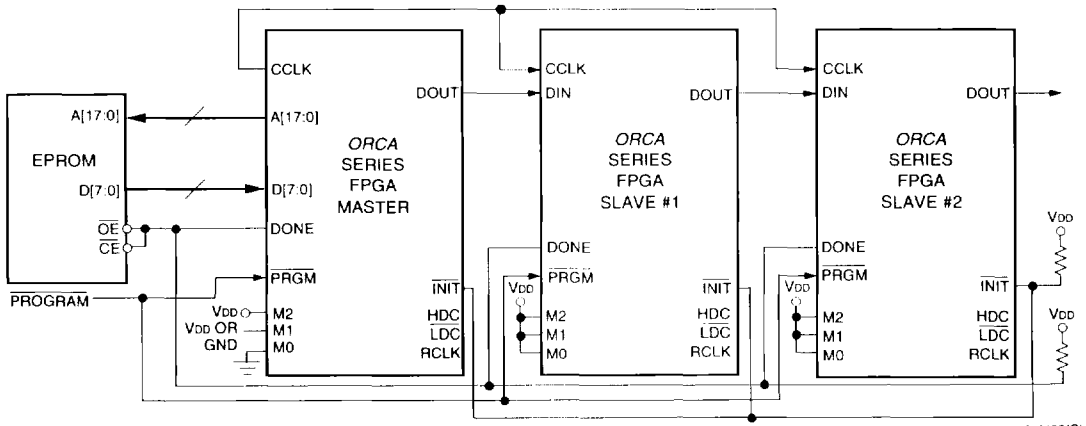 EPROM
A[17:0]
D[7:0]
OE
CE
PROGRAM
CCLK
DOUT
A[17:0]
ORCA
SERIES
FPGA
MASTER
D[7:0]
DONE
PRGM
INIT
VDD
M2
VDD OR
GND
M1
M0
CCLK
DIN
DOUT
ORCA
SERIES
FPGA
SLAVE #1
DONE
PRGM
VDD
INIT
M2
HDC
M1
LDC
M0
RCLK
CCLK
DIN
DOUT
ORCA
SERIES
FPGA
SLAVE #2
DONE
PRGM
VDD
INIT
M2
HDC
M1
LDC
M0
RCLK
VDD
VDD